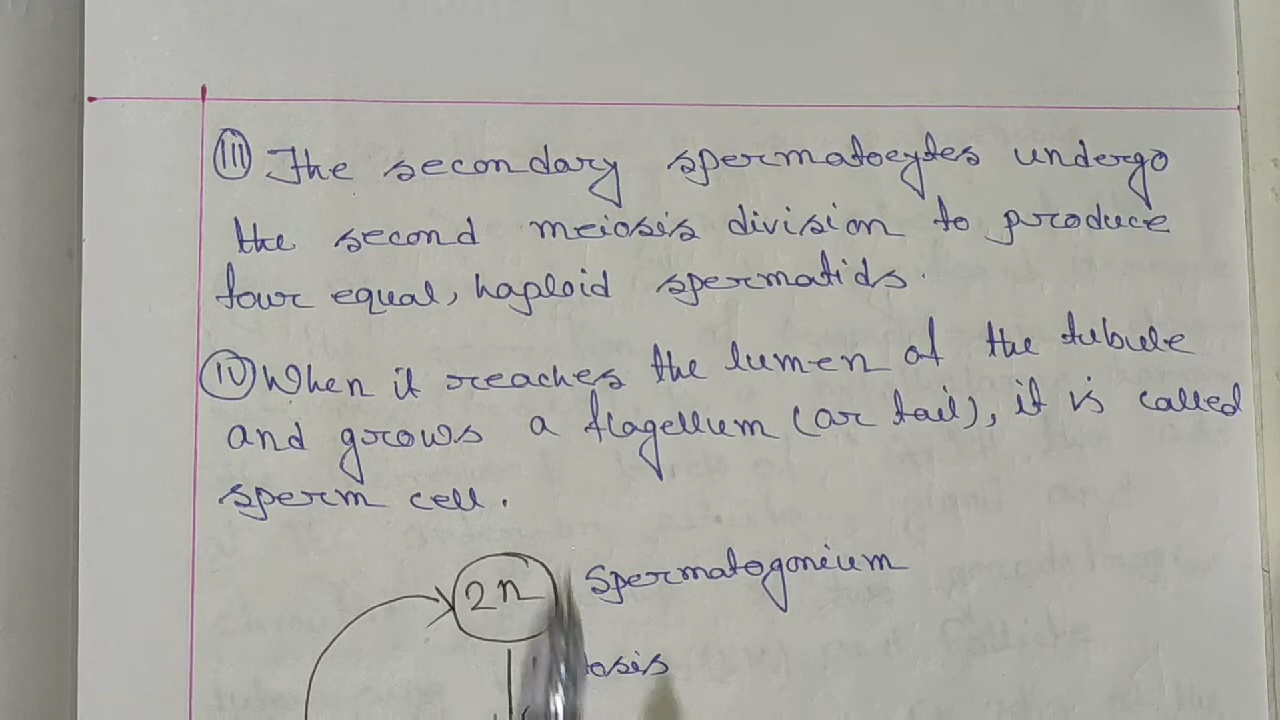 (III) The secondary spermatocytes undergo
the second meiosis division to produce
four equal, haploid spermatids.
(IV) When it reaches the lumen of the tubule
and grows a flagellum (or tail), it is called
sperm cell.
2n Spermatogonium